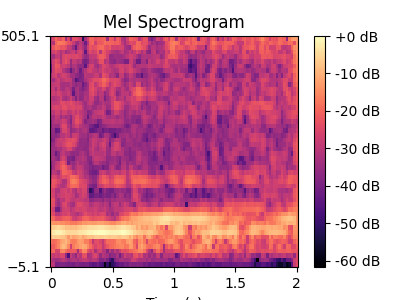 Mel Spectrogram
505.1
−5.1
0
0.5
1
1.5
2
+0 dB
-10 dB
-20 dB
-30 dB
-40 dB
-50 dB
-60 dB